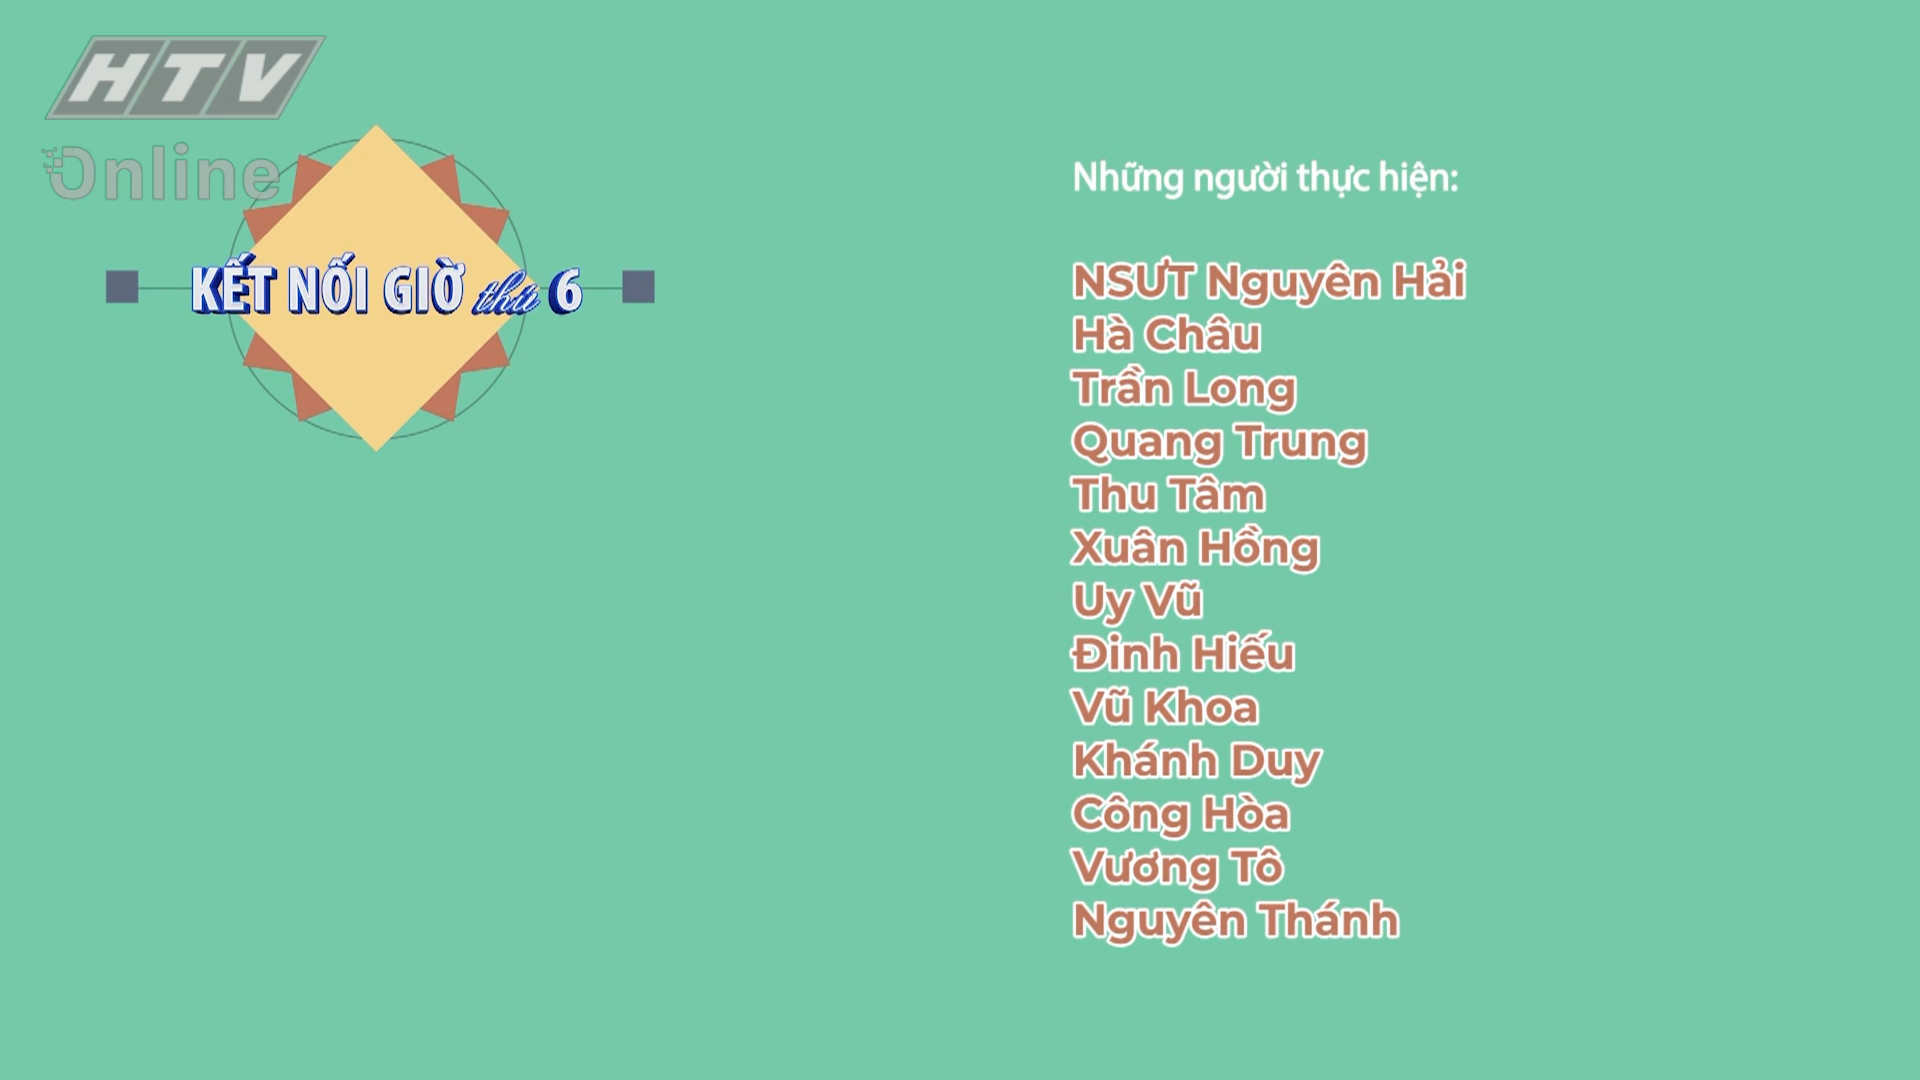 HTV
Online
KẾT NỐI GIỜ thứ 6
Những người thực hiện:
NSƯT Nguyên Hải
Hà Châu
Trần Long
Quang Trung
Thu Tâm
Xuân Hồng
Uy Vũ
Đinh Hiếu
Vũ Khoa
Khánh Duy
Công Hòa
Vương Tô
Nguyên Thánh